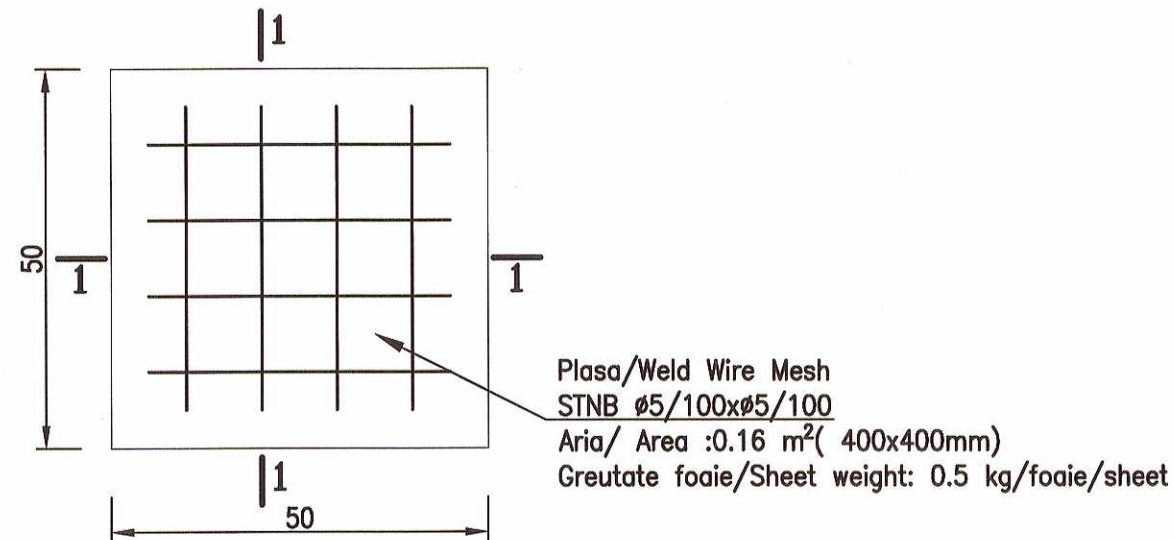 1
50
1
1
Plasa/Weld Wire Mesh
STNB ø5/100xø5/100
Aria/ Area :0.16 m²( 400x400mm)
Greutate foaie/Sheet weight: 0.5 kg/foaie/sheet
1
50